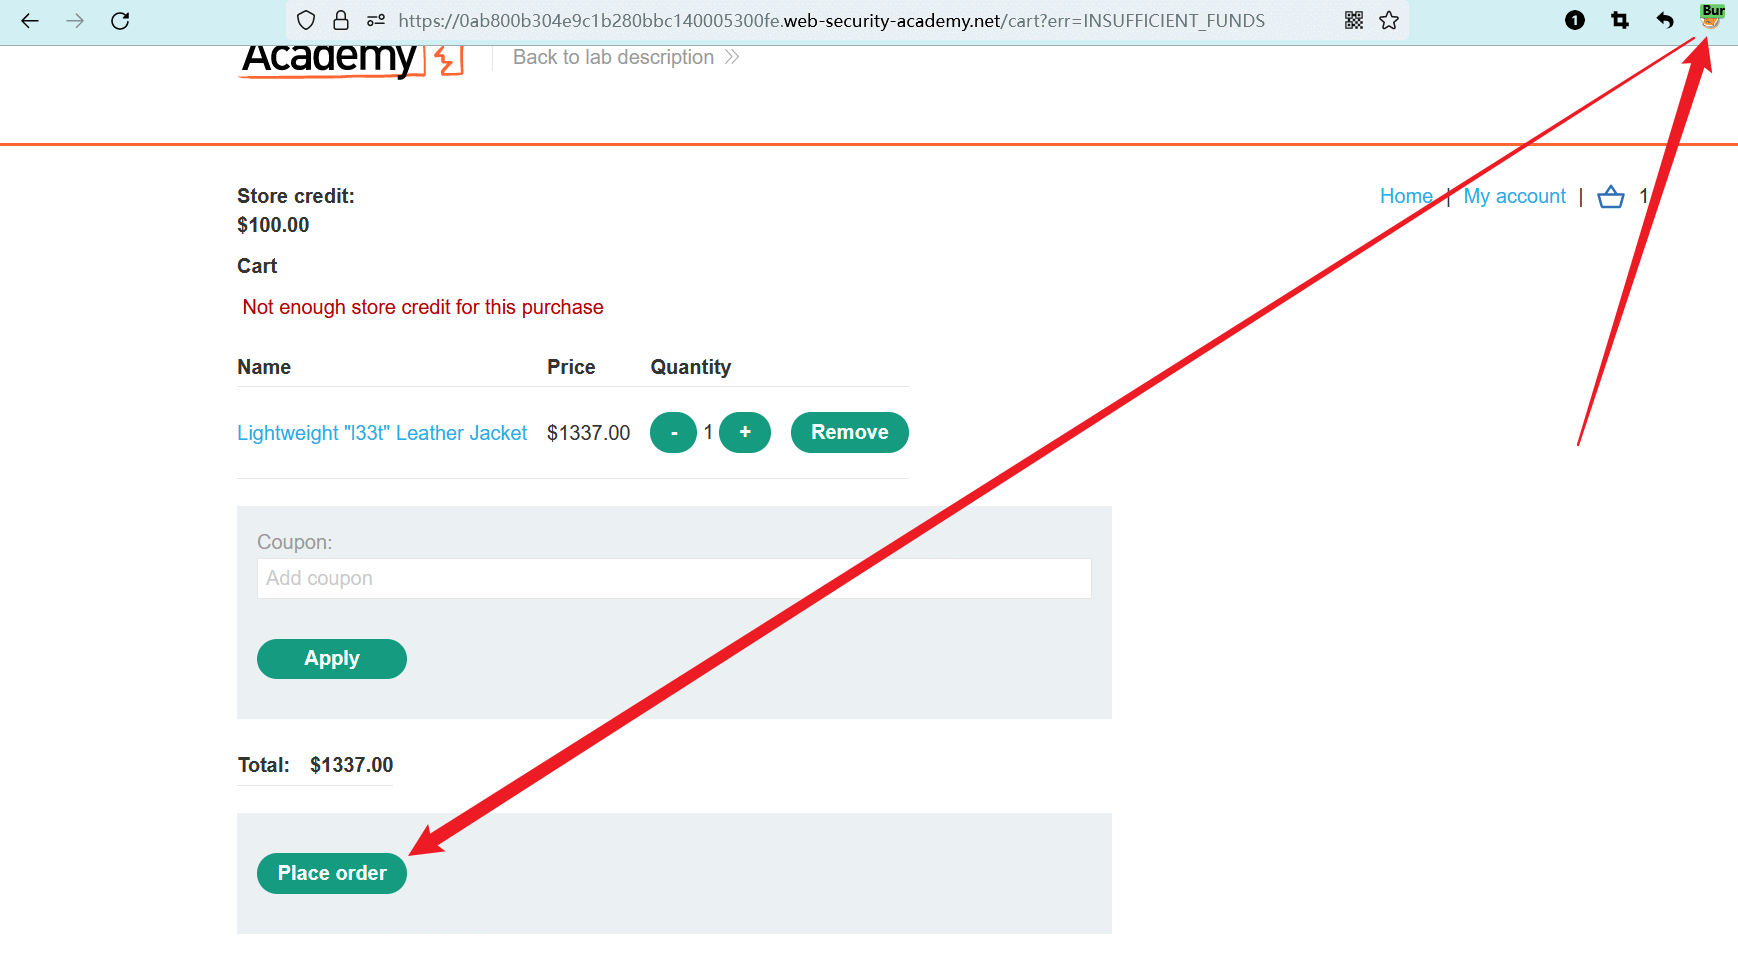 https://0ab800b304e9c1b280bbc140005300fe.web-security-academy.net/cart?err=INSUFFICIENT_FUNDS
1
Bur
Academy
Back to lab description
Store credit:
$100.00
Home | My account | 1
Cart
Not enough store credit for this purchase
Name Price Quantity
Lightweight "l33t" Leather Jacket $1337.00 - 1 + Remove
Coupon:
Add coupon
Apply
Total: $1337.00
Place order